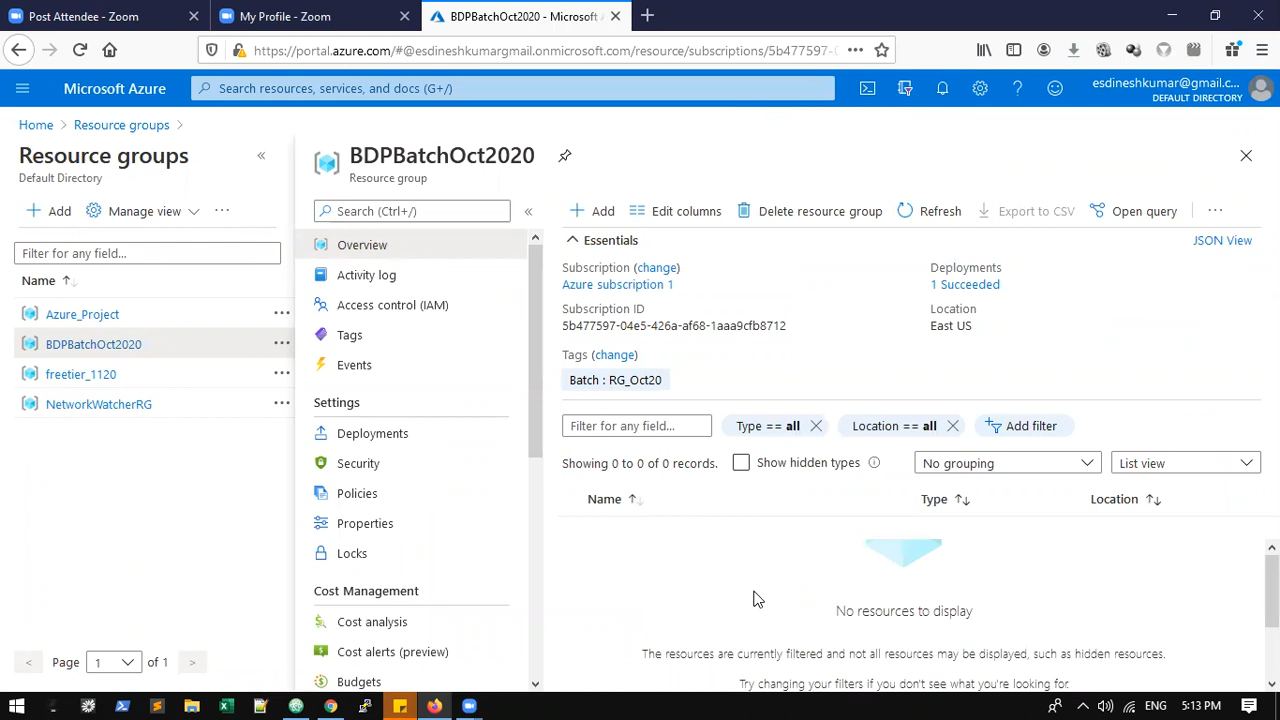 Post Attendee - Zoom
My Profile - Zoom
BDPBatchOct2020 - Microsoft
https://portal.azure.com/#@esdineshkumargmail.onmicrosoft.com/resource/subscriptions/5b477597-0
Microsoft Azure
Search resources, services, and docs (G+/)
esdineshkumar@gmail.c...
DEFAULT DIRECTORY
Home > Resource groups >
Resource groups
Default Directory
Add Manage view ...
Filter for any field...
Name
Azure_Project ...
BDPBatchOct2020 ...
freetier_1120 ...
NetworkWatcherRG ...
< Page 1 of 1 >
BDPBatchOct2020
Resource group
Search (Ctrl+/)
Overview
Activity log
Access control (IAM)
Tags
Events
Settings
Deployments
Security
Policies
Properties
Locks
Cost Management
Cost analysis
Cost alerts (preview)
Budgets
Add Edit columns Delete resource group Refresh Export to CSV Open query ...
Essentials
JSON View
Subscription (change)
Azure subscription 1
Deployments
1 Succeeded
Subscription ID
5b477597-04e5-426a-af68-1aaa9cfb8712
Location
East US
Tags (change)
Batch : RG_Oct20
Filter for any field... Type == all Location == all Add filter
Showing 0 to 0 of 0 records. Show hidden types No grouping List view
Name Type Location
No resources to display
The resources are currently filtered and not all resources may be displayed, such as hidden resources.
Try changing your filters if you don't see what you're looking for.
ENG 5:13 PM